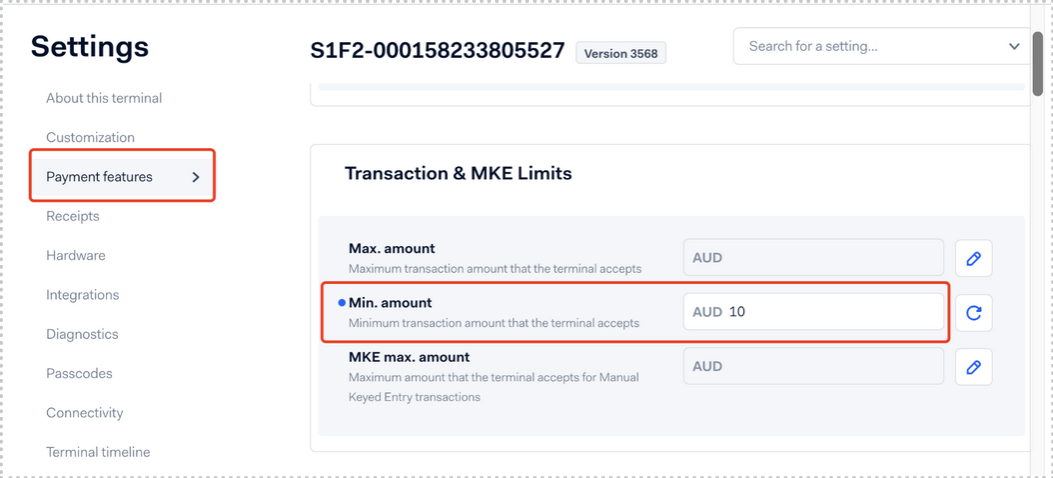 Settings
About this terminal
Customization
Payment features
Receipts
Hardware
Integrations
Diagnostics
Passcodes
Connectivity
Terminal timeline
S1F2-000158233805527 Version 3568
Search for a setting...
Transaction & MKE Limits
Max. amount
Maximum transaction amount that the terminal accepts
AUD
Min. amount
Minimum transaction amount that the terminal accepts
AUD 10
MKE max. amount
Maximum amount that the terminal accepts for Manual
Keyed Entry transactions
AUD